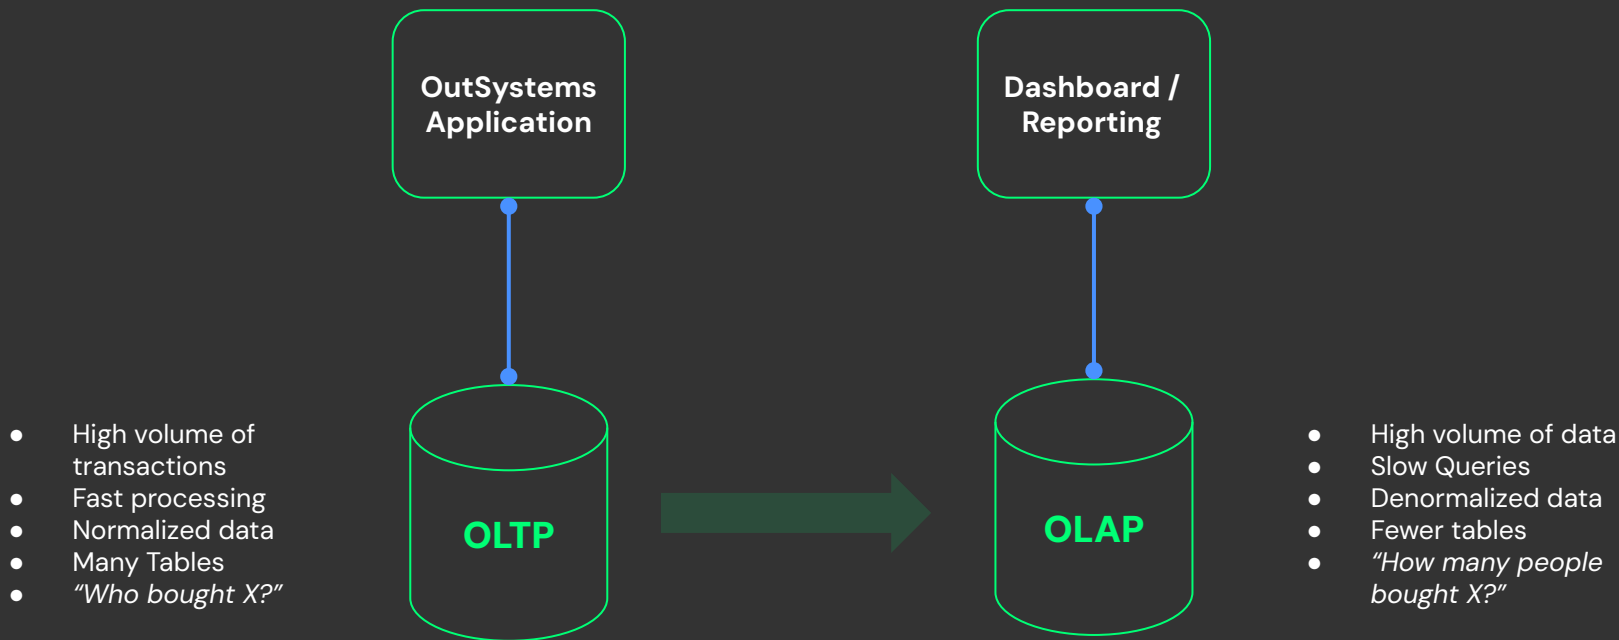 OutSystems
Application
Dashboard /
Reporting
● High volume of
transactions
● Fast processing
● Normalized data
● Many Tables
● “Who bought X?”
OLTP
OLAP
● High volume of data
● Slow Queries
● Denormalized data
● Fewer tables
● “How many people
bought X?”